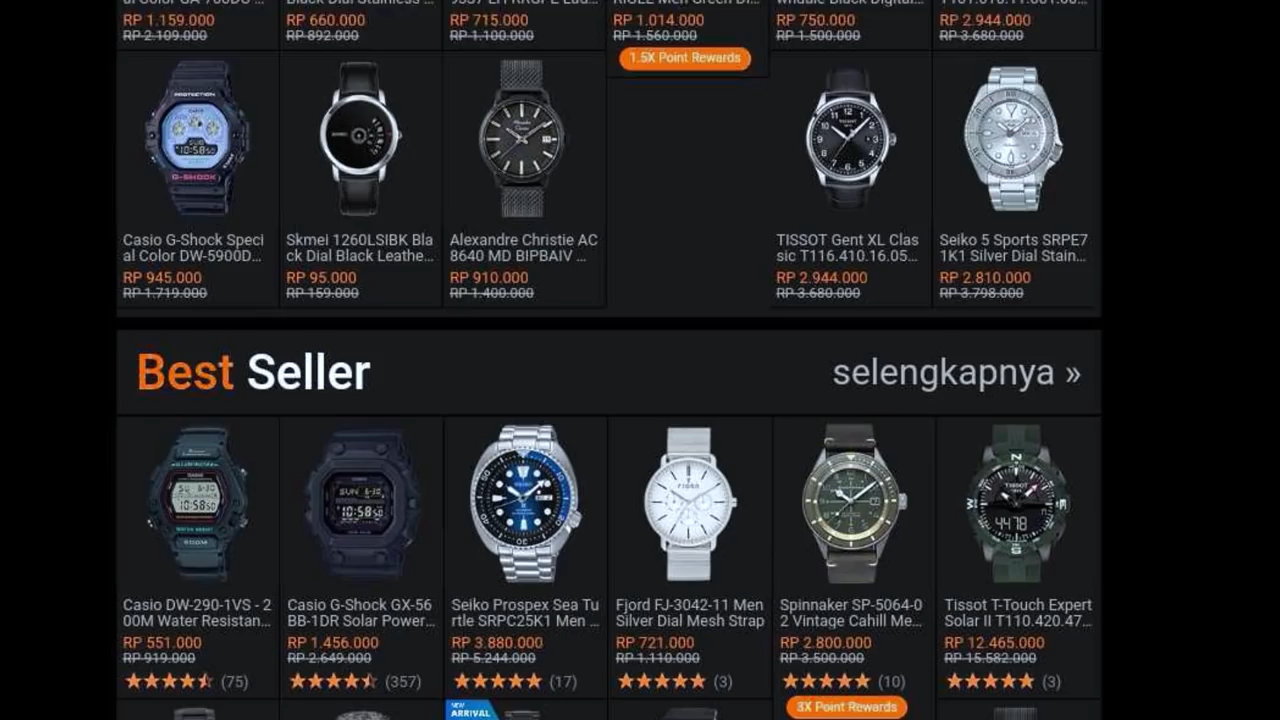 RP 1.159.000
RP 660.000
RP 715.000
RP 1.014.000
RP 750.000
RP 2.944.000
RP 2.109.000
RP 892.000
RP 1.100.000
RP 1.560.000
RP 1.500.000
RP 3.680.000
1.5X Point Rewards
PROTECTION
10:58 50
G-SHOCK
Casio G-Shock Speci
al Color DW-5900D...
RP 945.000
RP 1.719.000
Skmei 1260LSIBK Bla
ck Dial Black Leathe...
RP 95.000
RP 159.000
Alexandre Christie AC
8640 MD BIPBAIV ...
RP 910.000
RP 1.400.000
TISSOT Gent XL Clas
sic T116.410.16.05...
RP 2.944.000
RP 3.680.000
Seiko 5 Sports SRPE7
1K1 Silver Dial Stain...
RP 2.810.000
RP 3.798.000
Best Seller
selengkapnya »
Casio DW-290-1VS - 2
00M Water Resistan...
RP 551.000
RP 919.000
(75)
Casio G-Shock GX-56
BB-1DR Solar Power...
RP 1.456.000
RP 2.649.000
(357)
Seiko Prospex Sea Tu
rtle SRPC25K1 Men ...
RP 3.880.000
RP 5.244.000
(17)
Fjord FJ-3042-11 Men
Silver Dial Mesh Strap
RP 721.000
RP 1.110.000
(3)
Spinnaker SP-5064-0
2 Vintage Cahill Me...
RP 2.800.000
RP 3.500.000
(10)
3X Point Rewards
Tissot T-Touch Expert
Solar II T110.420.47...
RP 12.465.000
RP 15.582.000
(3)
NEW
ARRIVAL